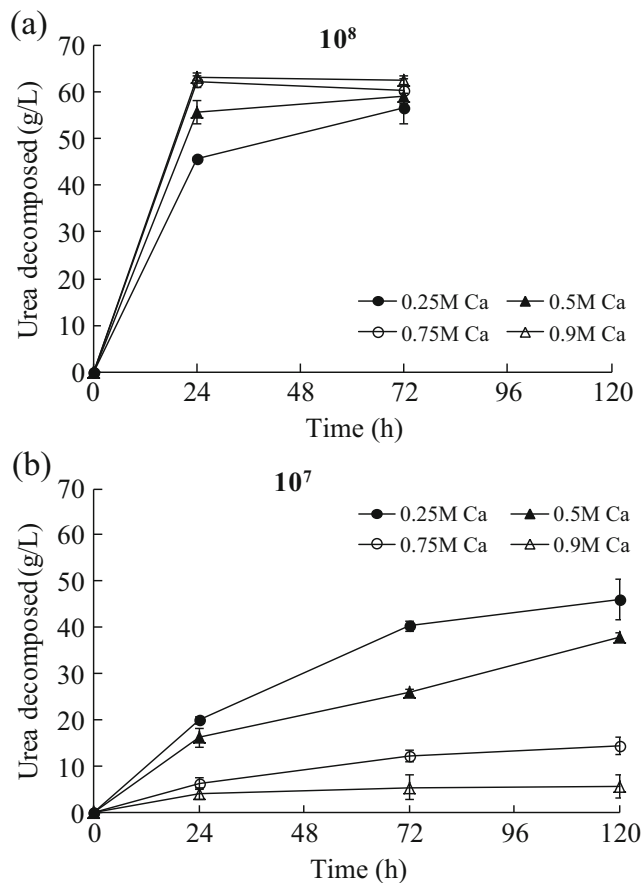 (a)
10⁸
70
60
50
40
30
20
10
0
Urea decomposed (g/L)
0.25M Ca 0.5M Ca
0.75M Ca 0.9M Ca
0 24 48 72 96 120
Time (h)
(b)
10⁷
70
60
50
40
30
20
10
0
Urea decomposed (g/L)
0.25M Ca 0.5M Ca
0.75M Ca 0.9M Ca
0 24 48 72 96 120
Time (h)